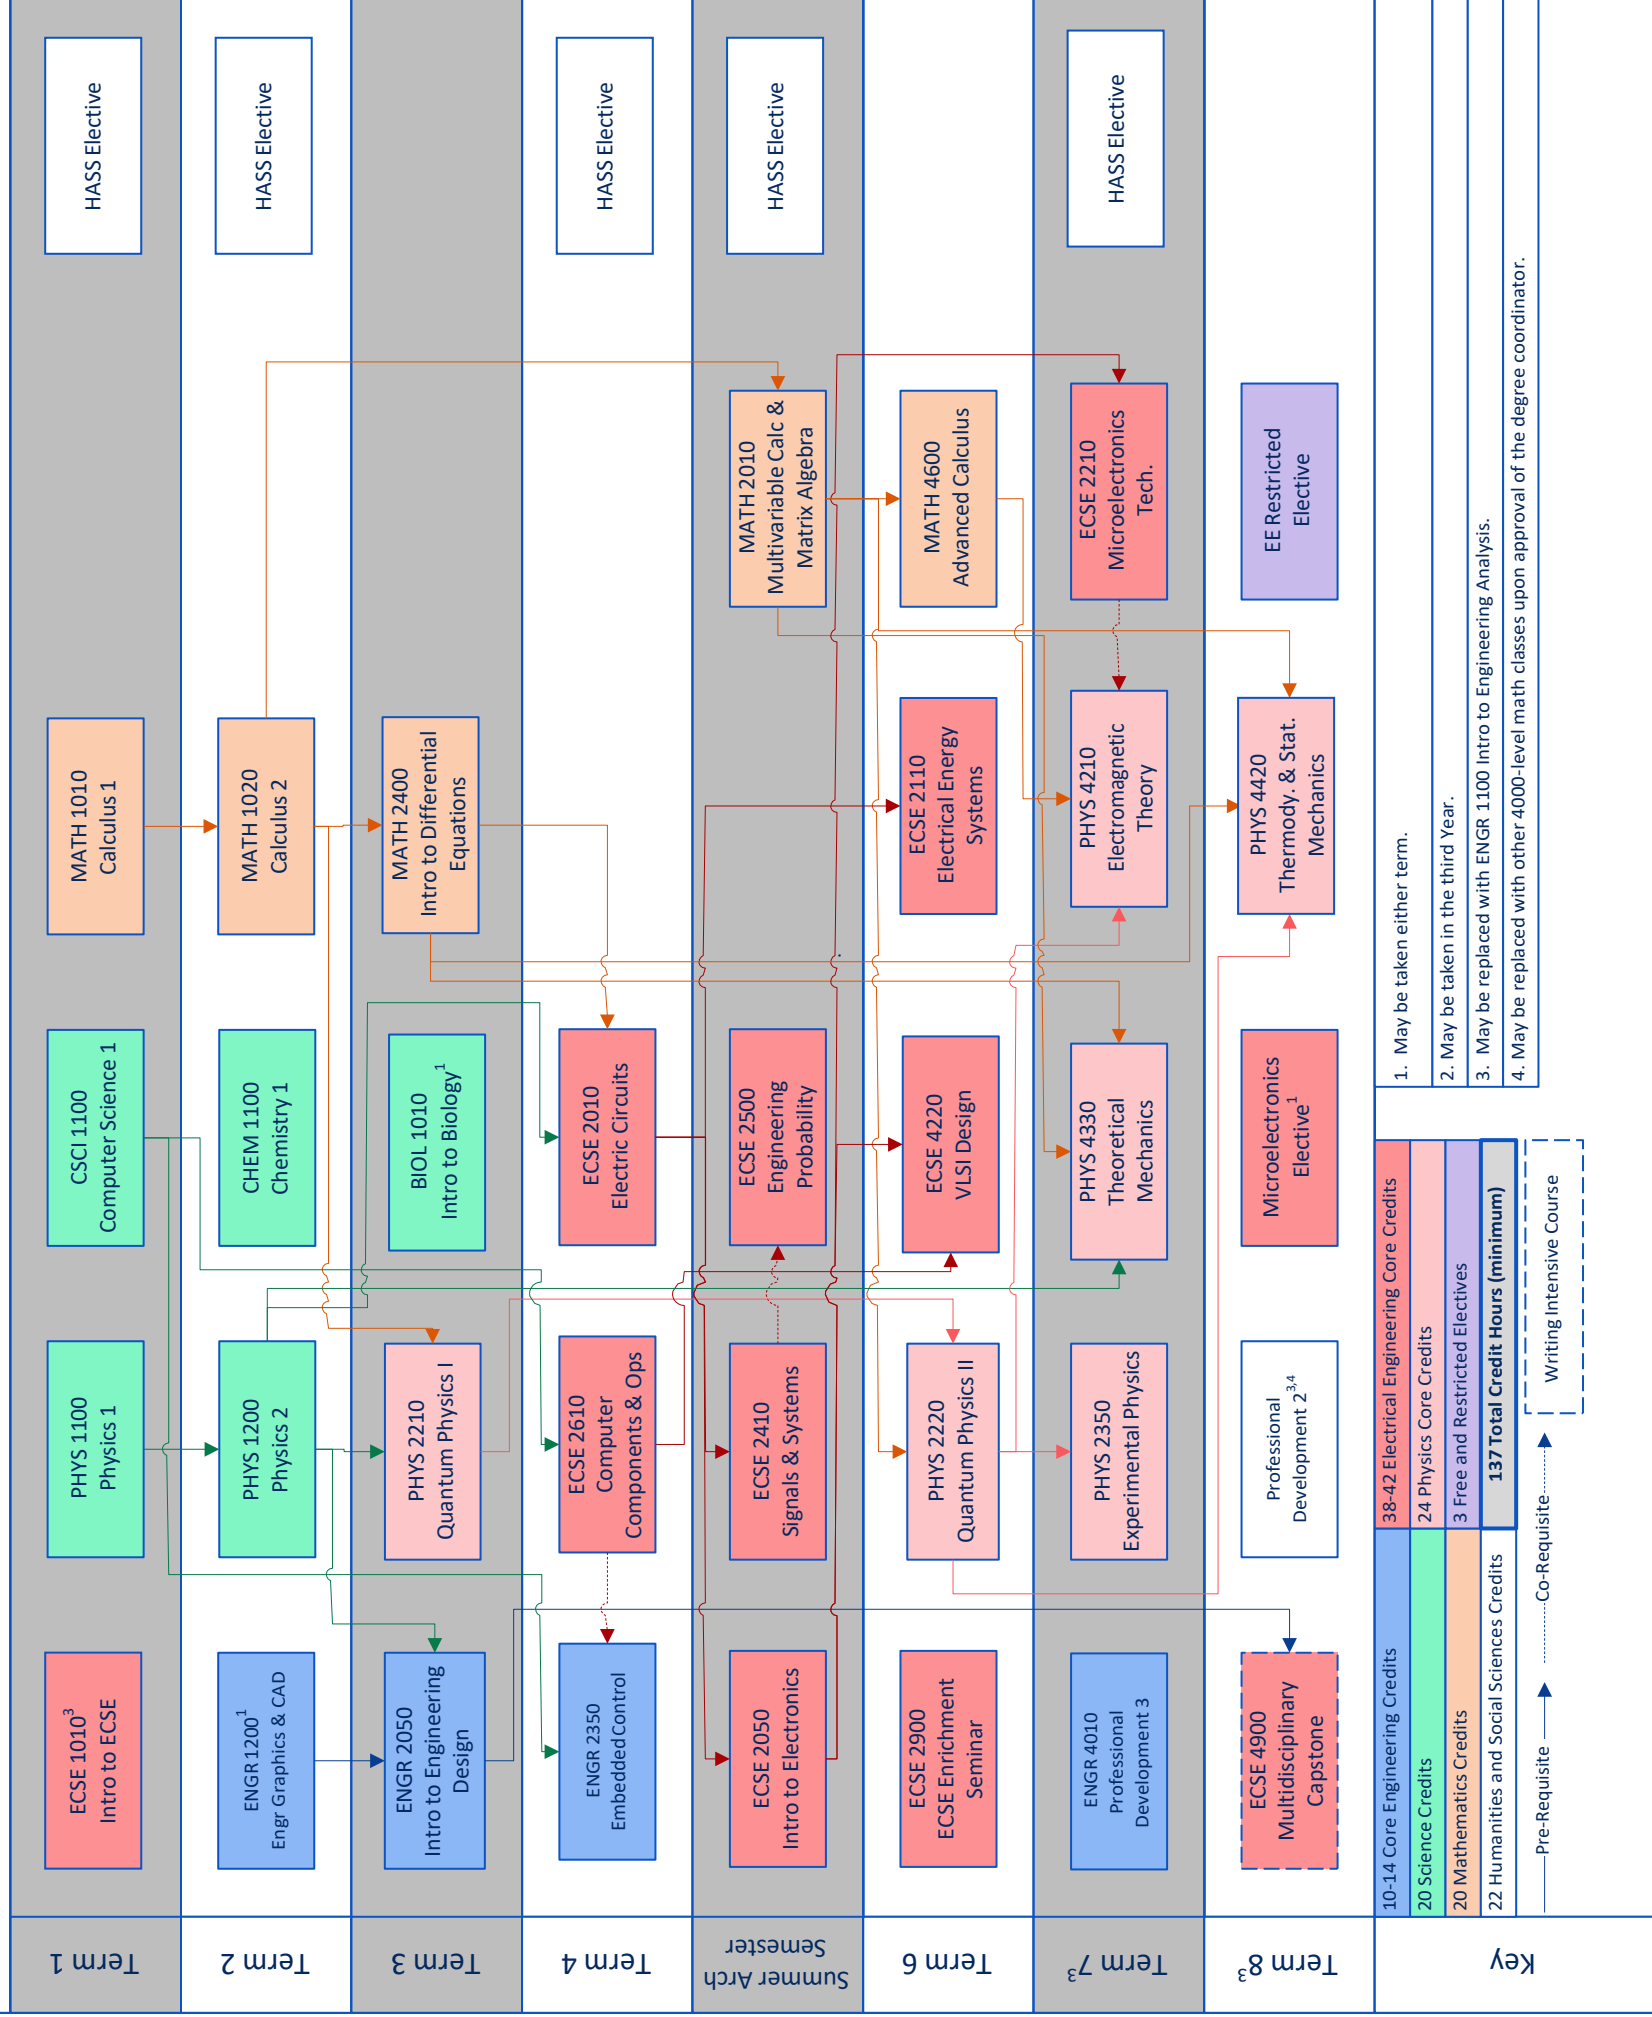 Term 1
ECSE 1010³
Intro to ECSE
PHYS 1100
Physics 1
CSCI 1100
Computer Science 1
MATH 1010
Calculus 1
HASS Elective
Term 2
ENGR 1200¹
Engr Graphics & CAD
PHYS 1200
Physics 2
CHEM 1100
Chemistry 1
MATH 1020
Calculus 2
HASS Elective
Term 3
ENGR 2050
Intro to Engineering
Design
PHYS 2210
Quantum Physics I
BIOL 1010
Intro to Biology¹
MATH 2400
Intro to Differential
Equations
Term 4
ENGR 2350
Embedded Control
ECSE 2610
Computer
Components & Ops
ECSE 2010
Electric Circuits
HASS Elective
Summer Arch
Semester
ECSE 2050
Intro to Electronics
ECSE 2410
Signals & Systems
ECSE 2500
Engineering
Probability
MATH 2010
Multivariable Calc &
Matrix Algebra
HASS Elective
Term 6
ECSE 2900
ECSE Enrichment
Seminar
PHYS 2220
Quantum Physics II
ECSE 4220
VLSI Design
ECSE 2110
Electrical Energy
Systems
MATH 4600
Advanced Calculus
Term 7³
ENGR 4010
Professional
Development 3
PHYS 2350
Experimental Physics
PHYS 4330
Theoretical
Mechanics
PHYS 4210
Electromagnetic
Theory
ECSE 2210
Microelectronics
Tech.
HASS Elective
Term 8³
ECSE 4900
Multidisciplinary
Capstone
Professional
Development 2³,⁴
Microelectronics
Elective¹
PHYS 4420
Thermody. & Stat.
Mechanics
EE Restricted
Elective
Key
10-14 Core Engineering Credits
20 Science Credits
20 Mathematics Credits
22 Humanities and Social Sciences Credits
38-42 Electrical Engineering Core Credits
24 Physics Core Credits
3 Free and Restricted Electives
137 Total Credit Hours (minimum)
Pre-Requisite
Co-Requisite
Writing Intensive Course
1. May be taken either term.
2. May be taken in the third Year.
3. May be replaced with ENGR 1100 Intro to Engineering Analysis.
4. May be replaced with other 4000-level math classes upon approval of the degree coordinator.